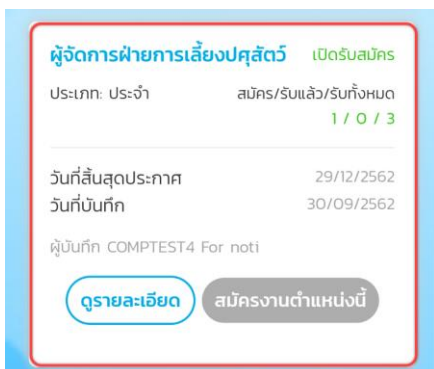 ผู้จัดการฝ่ายการเลี้ยงปศุสัตว์ เปิดรับสมัคร
ประเภท: ประจำ สมัคร/รับแล้ว/รับทั้งหมด
1 / 0 / 3
วันที่สิ้นสุดประกาศ 29/12/2562
วันที่บันทึก 30/09/2562
ผู้บันทึก COMPTEST4 For noti
ดูรายละเอียด สมัครงานตำแหน่งนี้